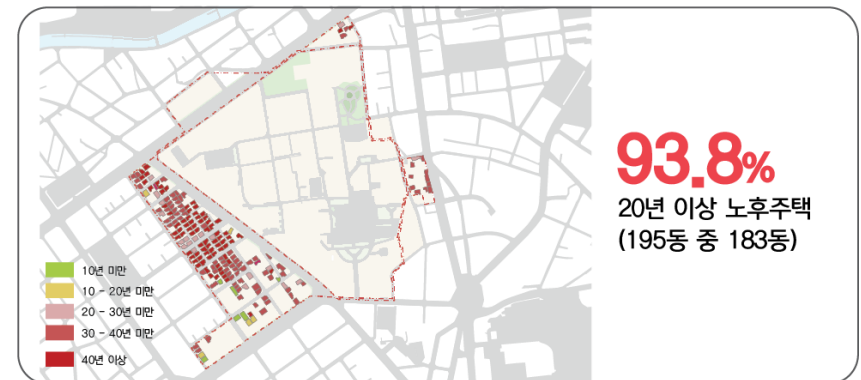 10년 미만
10 - 20년 미만
20 - 30년 미만
30 - 40년 미만
40년 이상
93.8%
20년 이상 노후주택
(195동 중 183동)